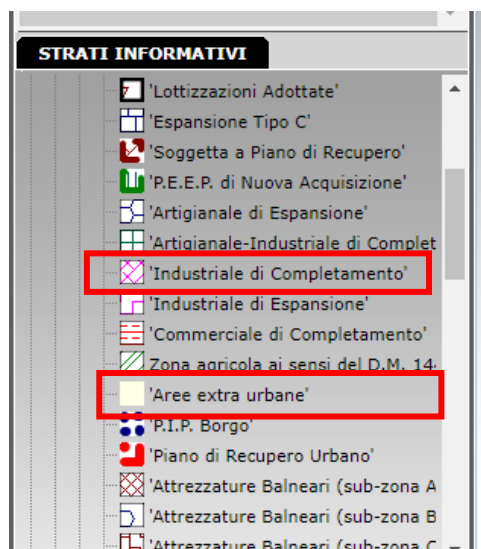 STRATI INFORMATIVI
'Lottizzazioni Adottate'
'Espansione Tipo C'
'Soggetta a Piano di Recupero'
'P.E.E.P. di Nuova Acquisizione'
'Artigianale di Espansione'
'Artigianale-Industriale di Complet
'Industriale di Completamento'
'Industriale di Espansione'
'Commerciale di Completamento'
Zona agricola ai sensi del D.M. 14
'Aree extra urbane'
'P.I.P. Borgo'
'Piano di Recupero Urbano'
'Attrezzature Balneari (sub-zona A
'Attrezzature Balneari (sub-zona B
'Attrezzature Balneari (sub-zona C